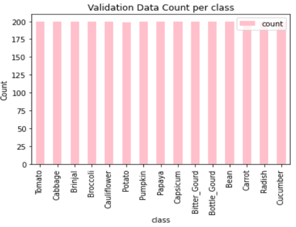 Validation Data Count per class
count
Count
200
175
150
125
100
75
50
25
0
Tomato
Cabbage
Brinjal
Broccoli
Cauliflower
Potato
Pumpkin
Papaya
Capsicum
Bitter_Gourd
Bottle_Gourd
Bean
Carrot
Radish
Cucumber
class